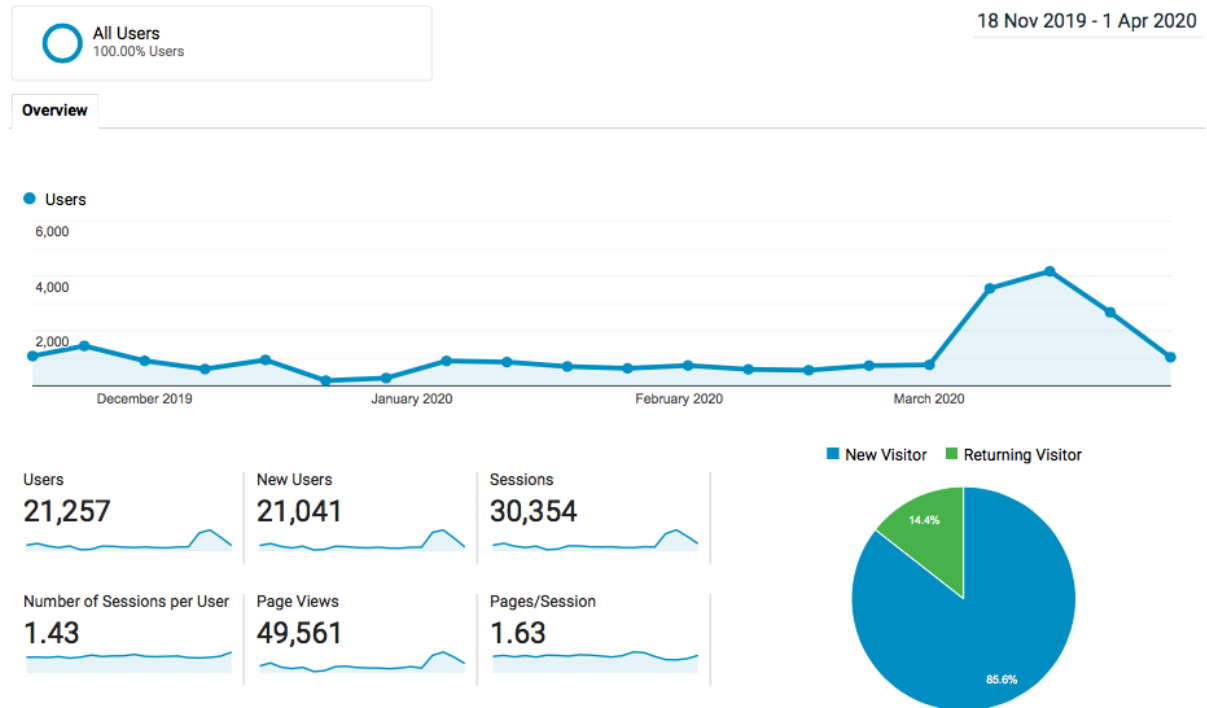 All Users
100.00% Users
18 Nov 2019 - 1 Apr 2020
Overview
Users
6,000
4,000
2,000
December 2019
January 2020
February 2020
March 2020
Users
21,257
New Users
21,041
Sessions
30,354
Number of Sessions per User
1.43
Page Views
49,561
Pages/Session
1.63
New Visitor
Returning Visitor
14.4%
85.6%